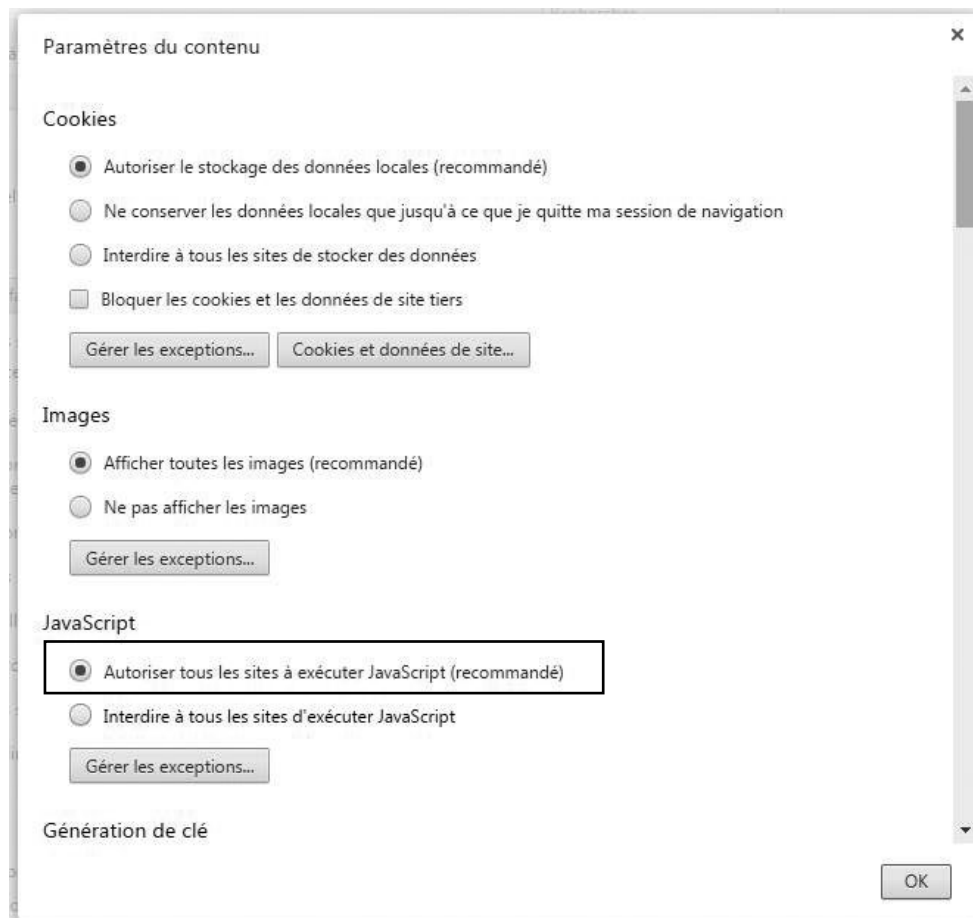 Paramètres du contenu
Cookies
Autoriser le stockage des données locales (recommandé)
Ne conserver les données locales que jusqu'à ce que je quitte ma session de navigation
Interdire à tous les sites de stocker des données
Bloquer les cookies et les données de site tiers
Gérer les exceptions... Cookies et données de site...
Images
Afficher toutes les images (recommandé)
Ne pas afficher les images
Gérer les exceptions...
JavaScript
Autoriser tous les sites à exécuter JavaScript (recommandé)
Interdire à tous les sites d'exécuter JavaScript
Gérer les exceptions...
Génération de clé
OK